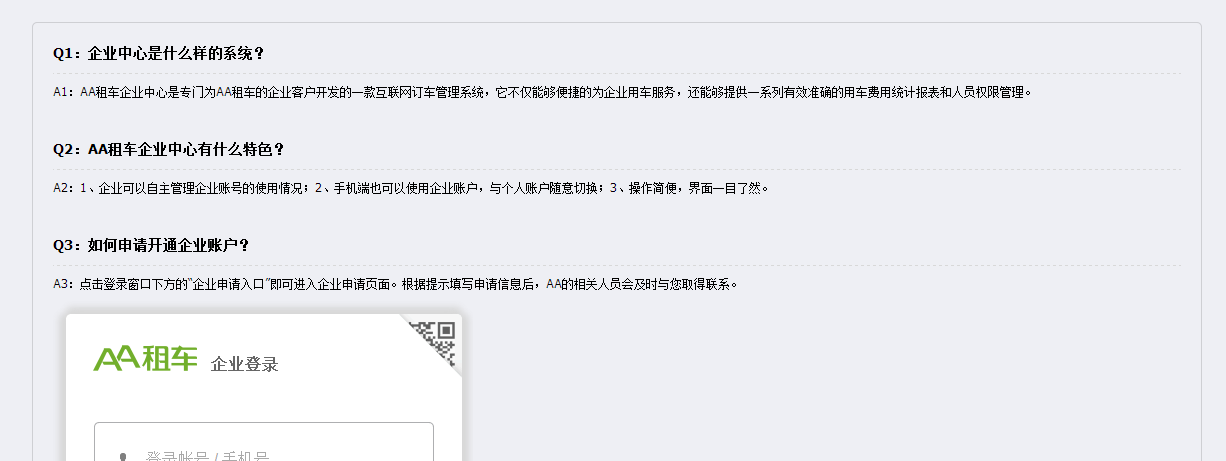 Q1：企业中心是什么样的系统？
A1：AA租车企业中心是专门为AA租车的企业客户开发的一款互联网订车管理系统，它不仅能够便捷的为企业用车服务，还能够提供一系列有效准确的用车费用统计报表和人员权限管理。
Q2：AA租车企业中心有什么特色？
A2：1、企业可以自主管理企业账号的使用情况；2、手机端也可以使用企业账户，与个人账户随意切换；3、操作简便，界面一目了然。
Q3：如何申请开通企业账户？
A3：点击登录窗口下方的“企业申请入口”即可进入企业申请页面。根据提示填写申请信息后，AA的相关人员会及时与您取得联系。
AA租车 企业登录
登录帐号 / 手机号